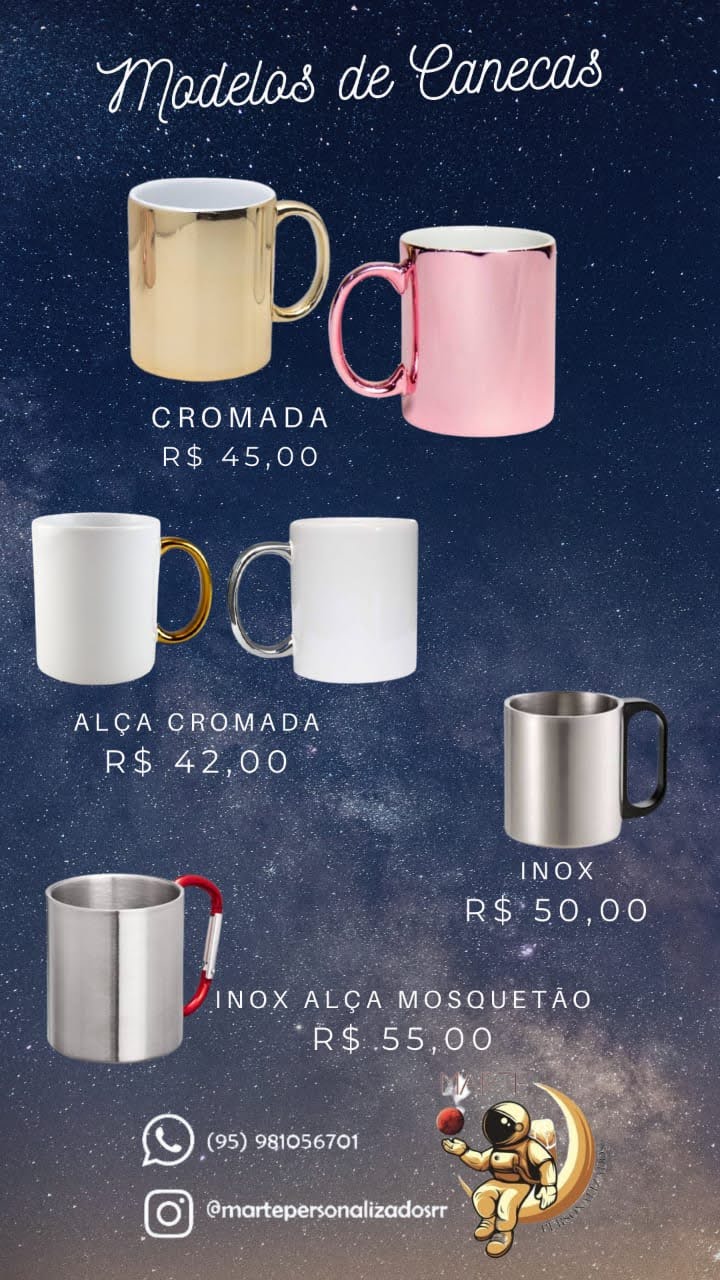 Modelos de Canecas
CROMADA
R$ 45,00
ALÇA CROMADA
R$ 42,00
INOX
R$ 50,00
INOX ALÇA MOSQUETÃO
R$ 55,00
(95) 981056701
@martepersonalizadosrr